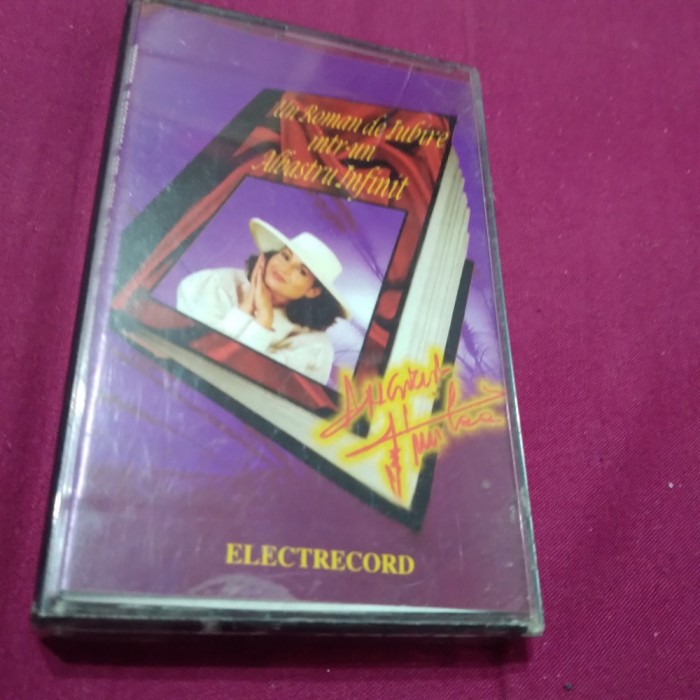 Un Roman de Iubire
intr-un
Albastru Infinit
ELECTRECORD